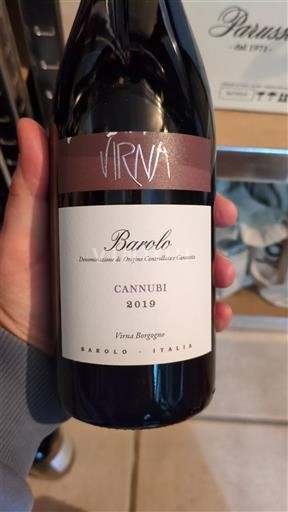 Parusso
- dal 1971 -
VIRNA
Barolo
Denominazione di Origine Controllata e Garantita
CANNUBI
2019
Virna Borgogno
BAROLO - ITALIA